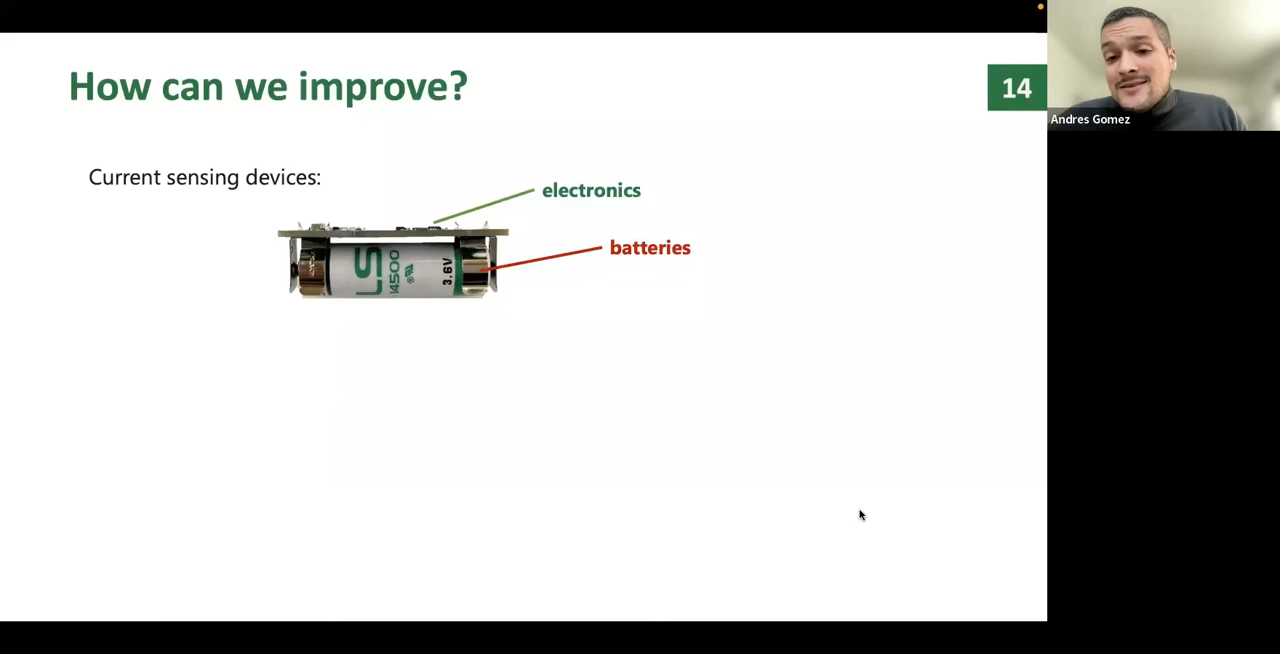 How can we improve?
14
Andres Gomez
Current sensing devices:
electronics
batteries
LS
14500
3.6V